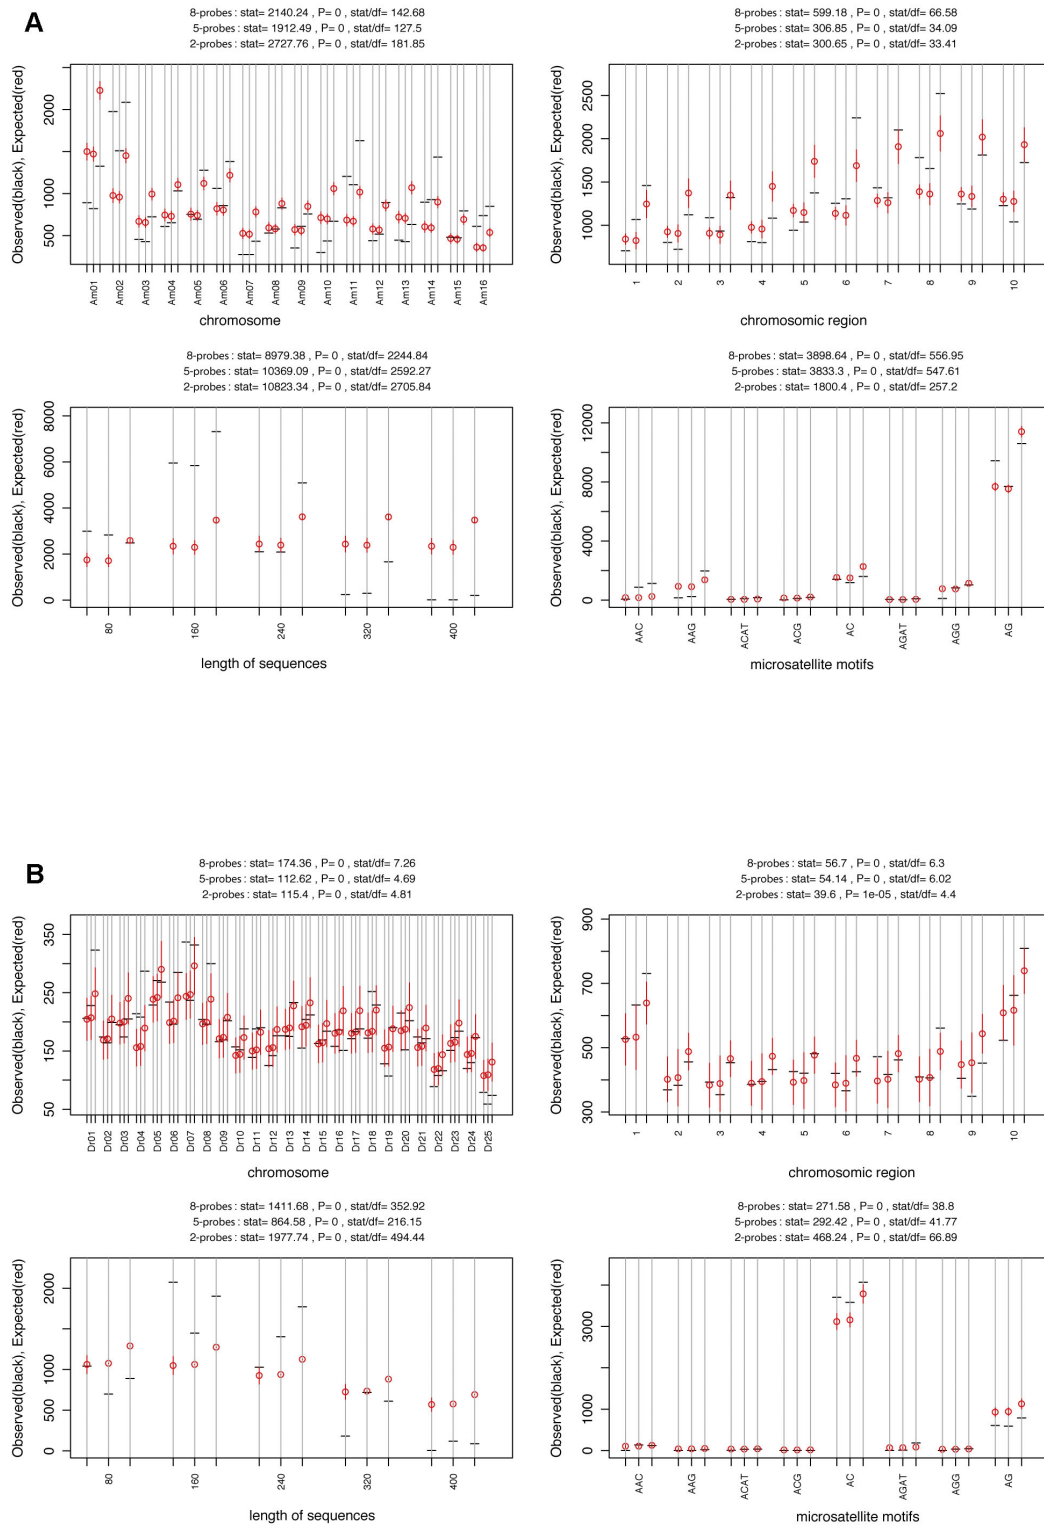 A
8-probes : stat= 2140.24 , P= 0 , stat/df= 142.68
5-probes : stat= 1912.49 , P= 0 , stat/df= 127.5
2-probes : stat= 2727.76 , P= 0 , stat/df= 181.85
Observed(black), Expected(red)
500 1000 2000
Am01 Am02 Am03 Am04 Am05 Am06 Am07 Am08 Am09 Am10 Am11 Am12 Am13 Am14 Am15 Am16
chromosome
8-probes : stat= 599.18 , P= 0 , stat/df= 66.58
5-probes : stat= 306.85 , P= 0 , stat/df= 34.09
2-probes : stat= 300.65 , P= 0 , stat/df= 33.41
Observed(black), Expected(red)
1000 1500 2000 2500
1 2 3 4 5 6 7 8 9 10
chromosomic region
8-probes : stat= 8979.38 , P= 0 , stat/df= 2244.84
5-probes : stat= 10369.09 , P= 0 , stat/df= 2592.27
2-probes : stat= 10823.34 , P= 0 , stat/df= 2705.84
Observed(black), Expected(red)
0 2000 4000 6000 8000
80 160 240 320 400
length of sequences
8-probes : stat= 3898.64 , P= 0 , stat/df= 556.95
5-probes : stat= 3833.3 , P= 0 , stat/df= 547.61
2-probes : stat= 1800.4 , P= 0 , stat/df= 257.2
Observed(black), Expected(red)
0 4000 8000 12000
AAC AAG ACAT ACG AC AGAT AGG AG
microsatellite motifs
B
8-probes : stat= 174.36 , P= 0 , stat/df= 7.26
5-probes : stat= 112.62 , P= 0 , stat/df= 4.69
2-probes : stat= 115.4 , P= 0 , stat/df= 4.81
Observed(black), Expected(red)
50 150 250 350
Dr01 Dr02 Dr03 Dr04 Dr05 Dr06 Dr07 Dr08 Dr09 Dr10 Dr11 Dr12 Dr13 Dr14 Dr15 Dr16 Dr17 Dr18 Dr19 Dr20 Dr21 Dr22 Dr23 Dr24 Dr25
chromosome
8-probes : stat= 56.7 , P= 0 , stat/df= 6.3
5-probes : stat= 54.14 , P= 0 , stat/df= 6.02
2-probes : stat= 39.6 , P= 1e-05 , stat/df= 4.4
Observed(black), Expected(red)
300 500 700 900
1 2 3 4 5 6 7 8 9 10
chromosomic region
8-probes : stat= 1411.68 , P= 0 , stat/df= 352.92
5-probes : stat= 864.58 , P= 0 , stat/df= 216.15
2-probes : stat= 1977.74 , P= 0 , stat/df= 494.44
Observed(black), Expected(red)
0 500 1000 2000
80 160 240 320 400
length of sequences
8-probes : stat= 271.58 , P= 0 , stat/df= 38.8
5-probes : stat= 292.42 , P= 0 , stat/df= 41.77
2-probes : stat= 468.24 , P= 0 , stat/df= 66.89
Observed(black), Expected(red)
0 1000 3000
AAC AAG ACAT ACG AC AGAT AGG AG
microsatellite motifs